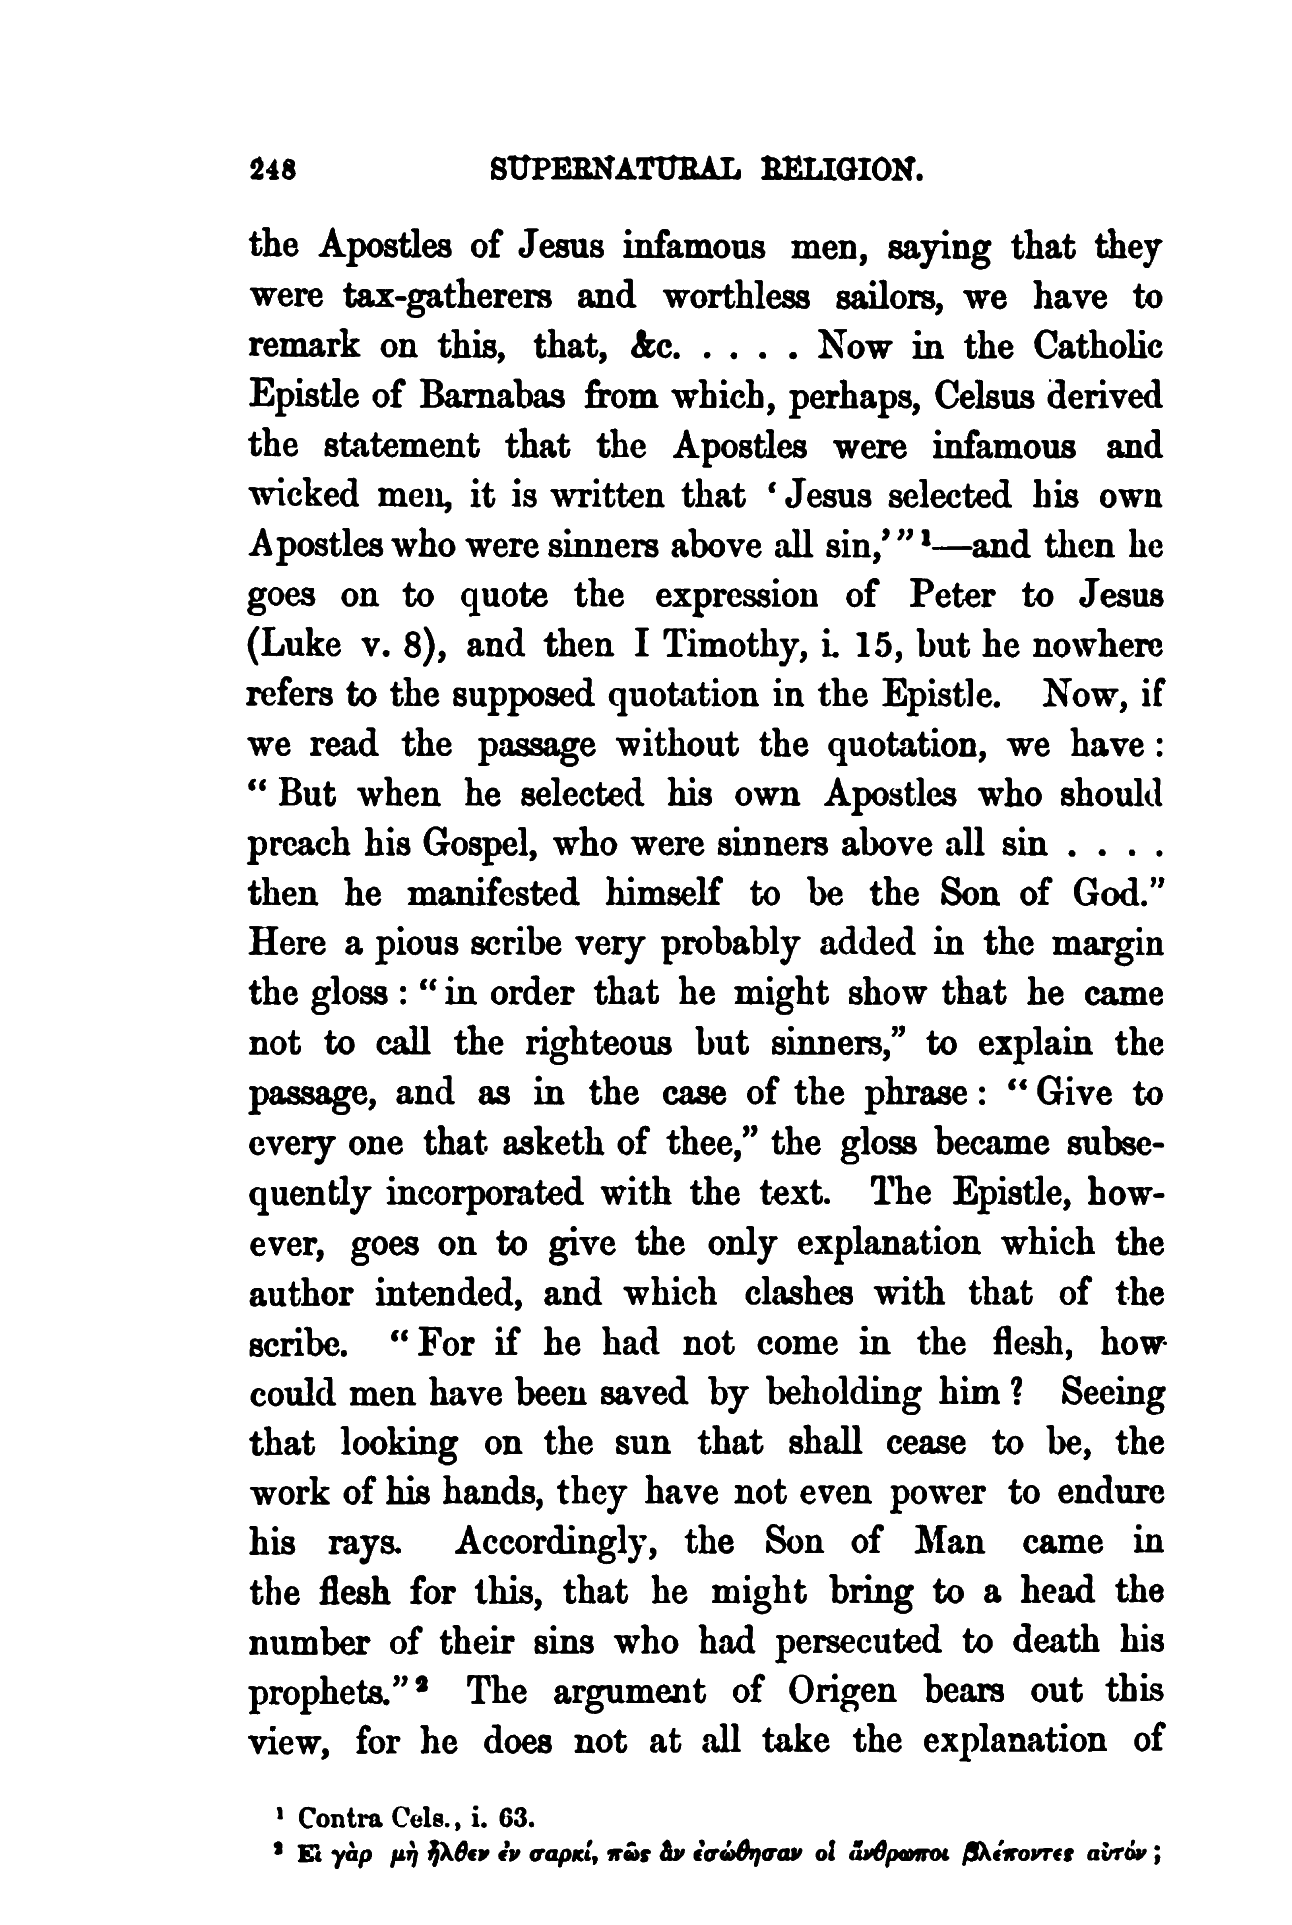 248 SUPERNATURAL RELIGION.
the Apostles of Jesus infamous men, saying that they
were tax-gatherers and worthless sailors, we have to
remark on this, that, &c. . . . . Now in the Catholic
Epistle of Barnabas from which, perhaps, Celsus derived
the statement that the Apostles were infamous and
wicked men, it is written that ‘Jesus selected his own
Apostles who were sinners above all sin,’”¹—and then he
goes on to quote the expression of Peter to Jesus
(Luke v. 8), and then I Timothy, i. 15, but he nowhere
refers to the supposed quotation in the Epistle. Now, if
we read the passage without the quotation, we have :
“But when he selected his own Apostles who should
preach his Gospel, who were sinners above all sin . . . .
then he manifested himself to be the Son of God.”
Here a pious scribe very probably added in the margin
the gloss : “in order that he might show that he came
not to call the righteous but sinners,” to explain the
passage, and as in the case of the phrase : “Give to
every one that asketh of thee,” the gloss became subse-
quently incorporated with the text. The Epistle, how-
ever, goes on to give the only explanation which the
author intended, and which clashes with that of the
scribe. “For if he had not come in the flesh, how
could men have been saved by beholding him ? Seeing
that looking on the sun that shall cease to be, the
work of his hands, they have not even power to endure
his rays. Accordingly, the Son of Man came in
the flesh for this, that he might bring to a head the
number of their sins who had persecuted to death his
prophets.”² The argument of Origen bears out this
view, for he does not at all take the explanation of
¹ Contra Cels., i. 63.
² Εἰ γὰρ μὴ ἦλθεν ἐν σαρκί, πῶς ἂν ἐσώθησαν οἱ ἄνθρωποι βλέποντες αὐτόν ;